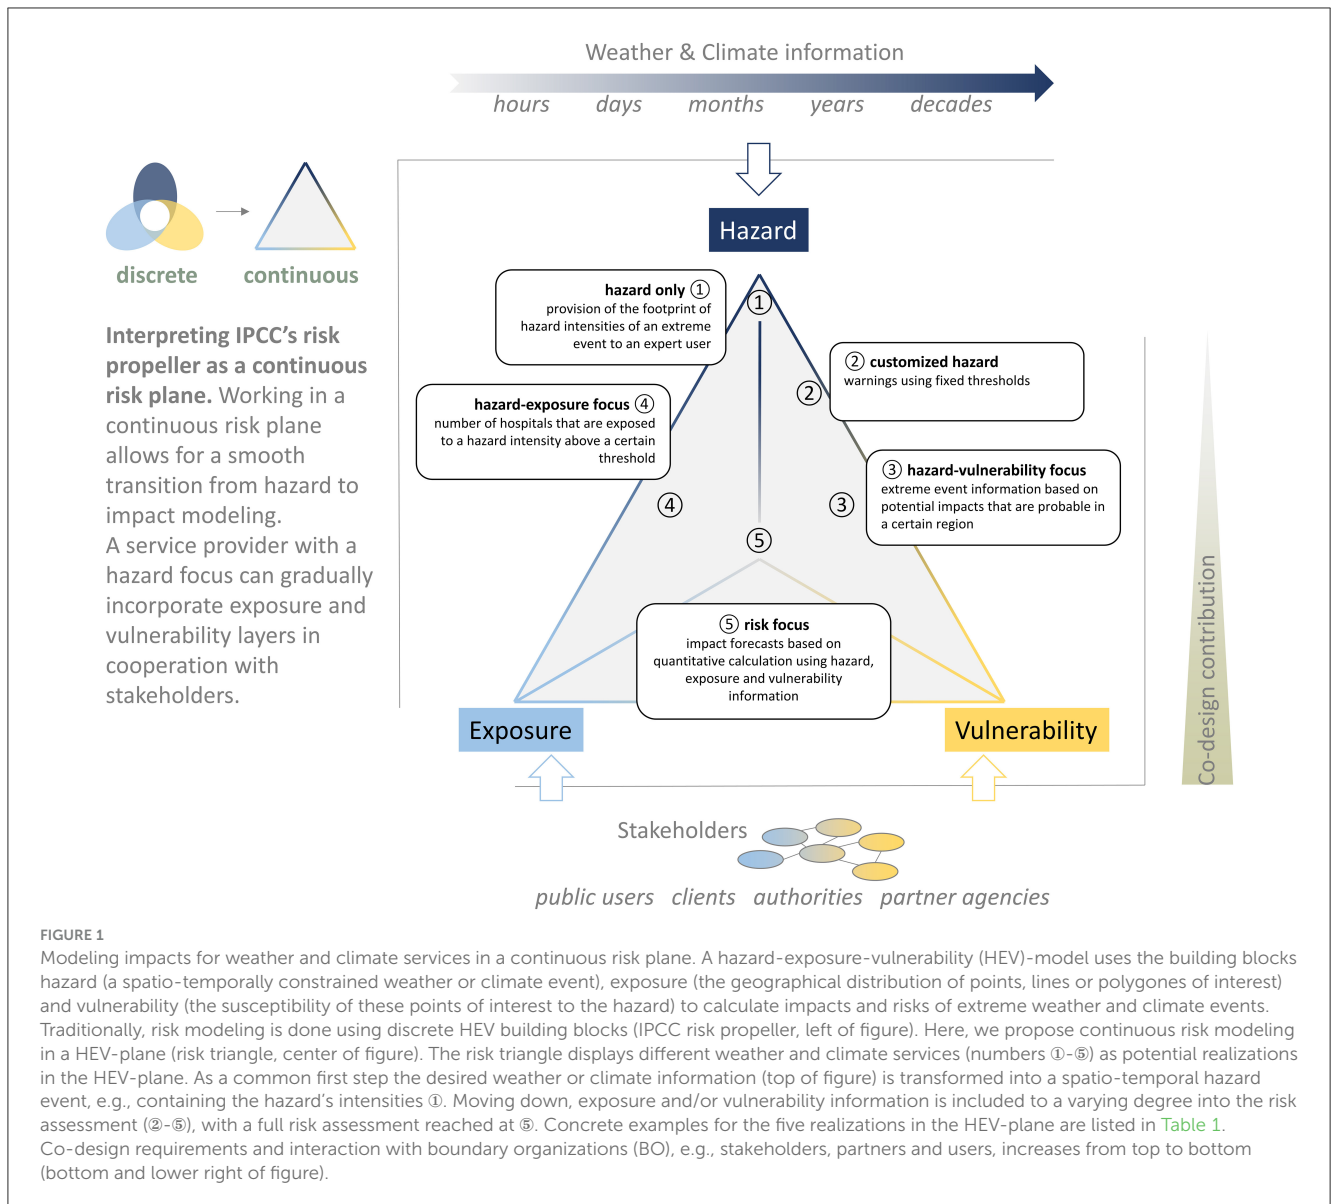 Weather & Climate information
hours days months years decades
discrete continuous
Interpreting IPCC's risk
propeller as a continuous
risk plane. Working in a
continuous risk plane
allows for a smooth
transition from hazard to
impact modeling.
A service provider with a
hazard focus can gradually
incorporate exposure and
vulnerability layers in
cooperation with
stakeholders.
Hazard
hazard only ①
provision of the footprint of
hazard intensities of an extreme
event to an expert user
①
② customized hazard
warnings using fixed thresholds
②
hazard-exposure focus ④
number of hospitals that are exposed
to a hazard intensity above a certain
threshold
③ hazard-vulnerability focus
extreme event information based on
potential impacts that are probable in
a certain region
④
③
⑤
⑤ risk focus
impact forecasts based on
quantitative calculation using hazard,
exposure and vulnerability
information
Exposure
Vulnerability
Co-design contribution
Stakeholders
public users clients authorities partner agencies
FIGURE 1
Modeling impacts for weather and climate services in a continuous risk plane. A hazard-exposure-vulnerability (HEV)-model uses the building blocks
hazard (a spatio-temporally constrained weather or climate event), exposure (the geographical distribution of points, lines or polygones of interest)
and vulnerability (the susceptibility of these points of interest to the hazard) to calculate impacts and risks of extreme weather and climate events.
Traditionally, risk modeling is done using discrete HEV building blocks (IPCC risk propeller, left of figure). Here, we propose continuous risk modeling
in a HEV-plane (risk triangle, center of figure). The risk triangle displays different weather and climate services (numbers ①-⑤) as potential realizations
in the HEV-plane. As a common first step the desired weather or climate information (top of figure) is transformed into a spatio-temporal hazard
event, e.g., containing the hazard's intensities ①. Moving down, exposure and/or vulnerability information is included to a varying degree into the risk
assessment (②-⑤), with a full risk assessment reached at ⑤. Concrete examples for the five realizations in the HEV-plane are listed in Table 1.
Co-design requirements and interaction with boundary organizations (BO), e.g., stakeholders, partners and users, increases from top to bottom
(bottom and lower right of figure).